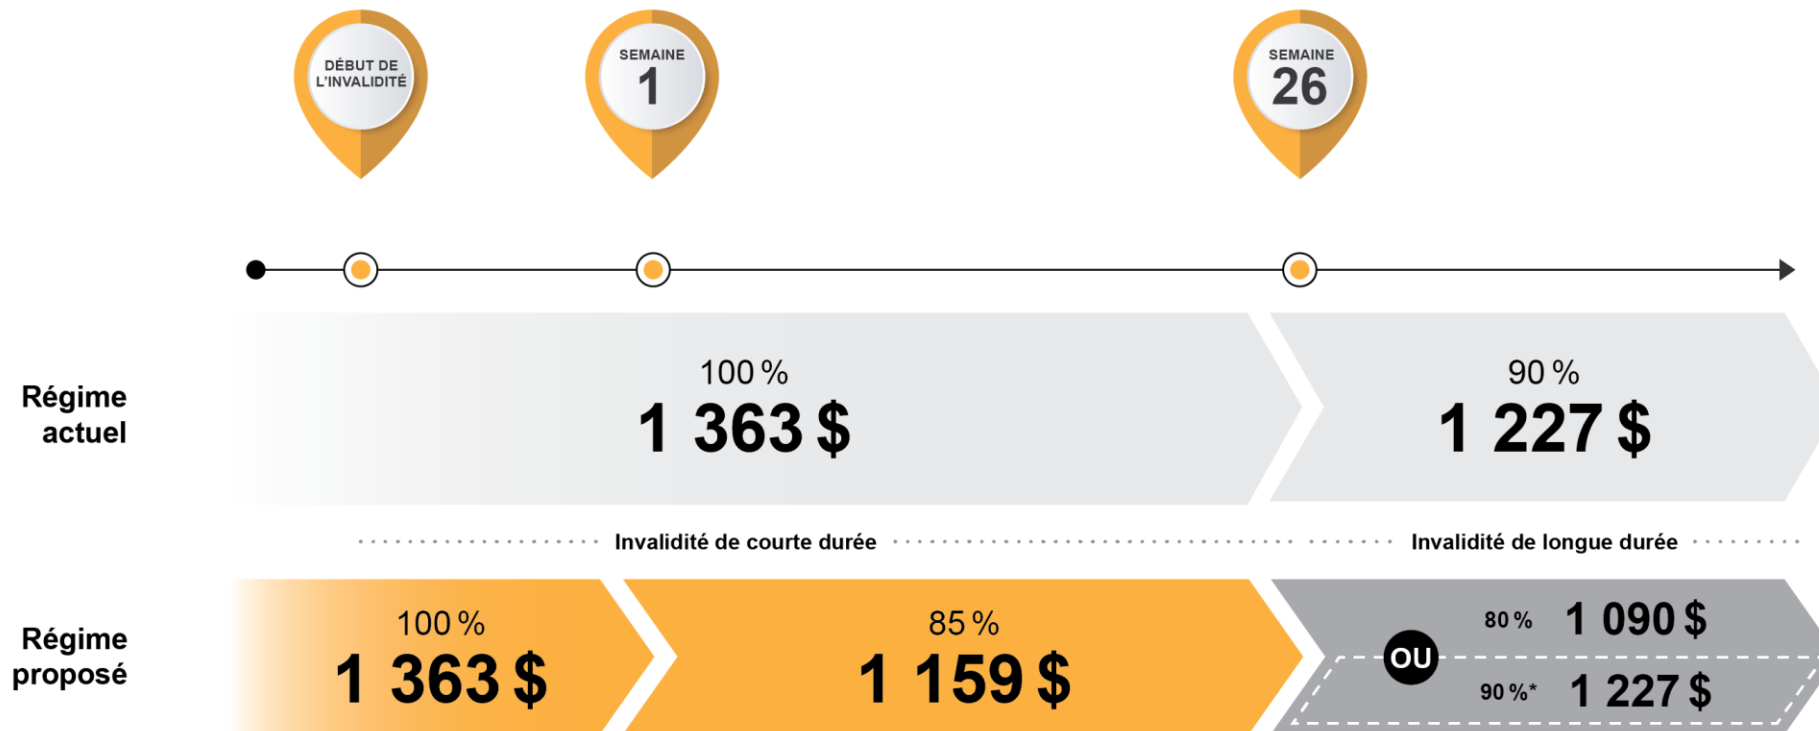 DÉBUT DE
L'INVALIDITÉ
SEMAINE
1
SEMAINE
26
Régime
actuel
100 %
1 363 $
90 %
1 227 $
Invalidité de courte durée
Invalidité de longue durée
Régime
proposé
100 %
1 363 $
85 %
1 159 $
OU
80 % 1 090 $
90 %* 1 227 $